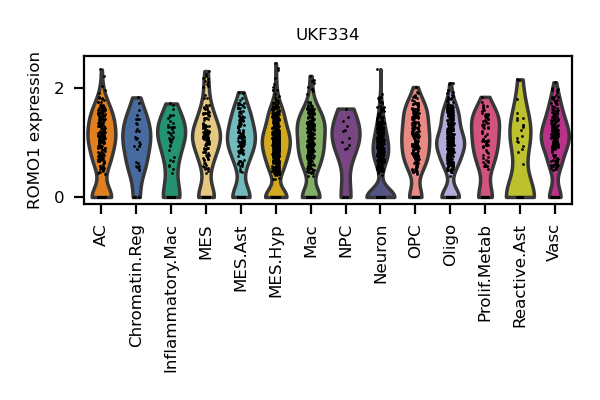 UKF334
ROMO1 expression
2
0
AC
Chromatin.Reg
Inflammatory.Mac
MES
MES.Ast
MES.Hyp
Mac
NPC
Neuron
OPC
Oligo
Prolif.Metab
Reactive.Ast
Vasc